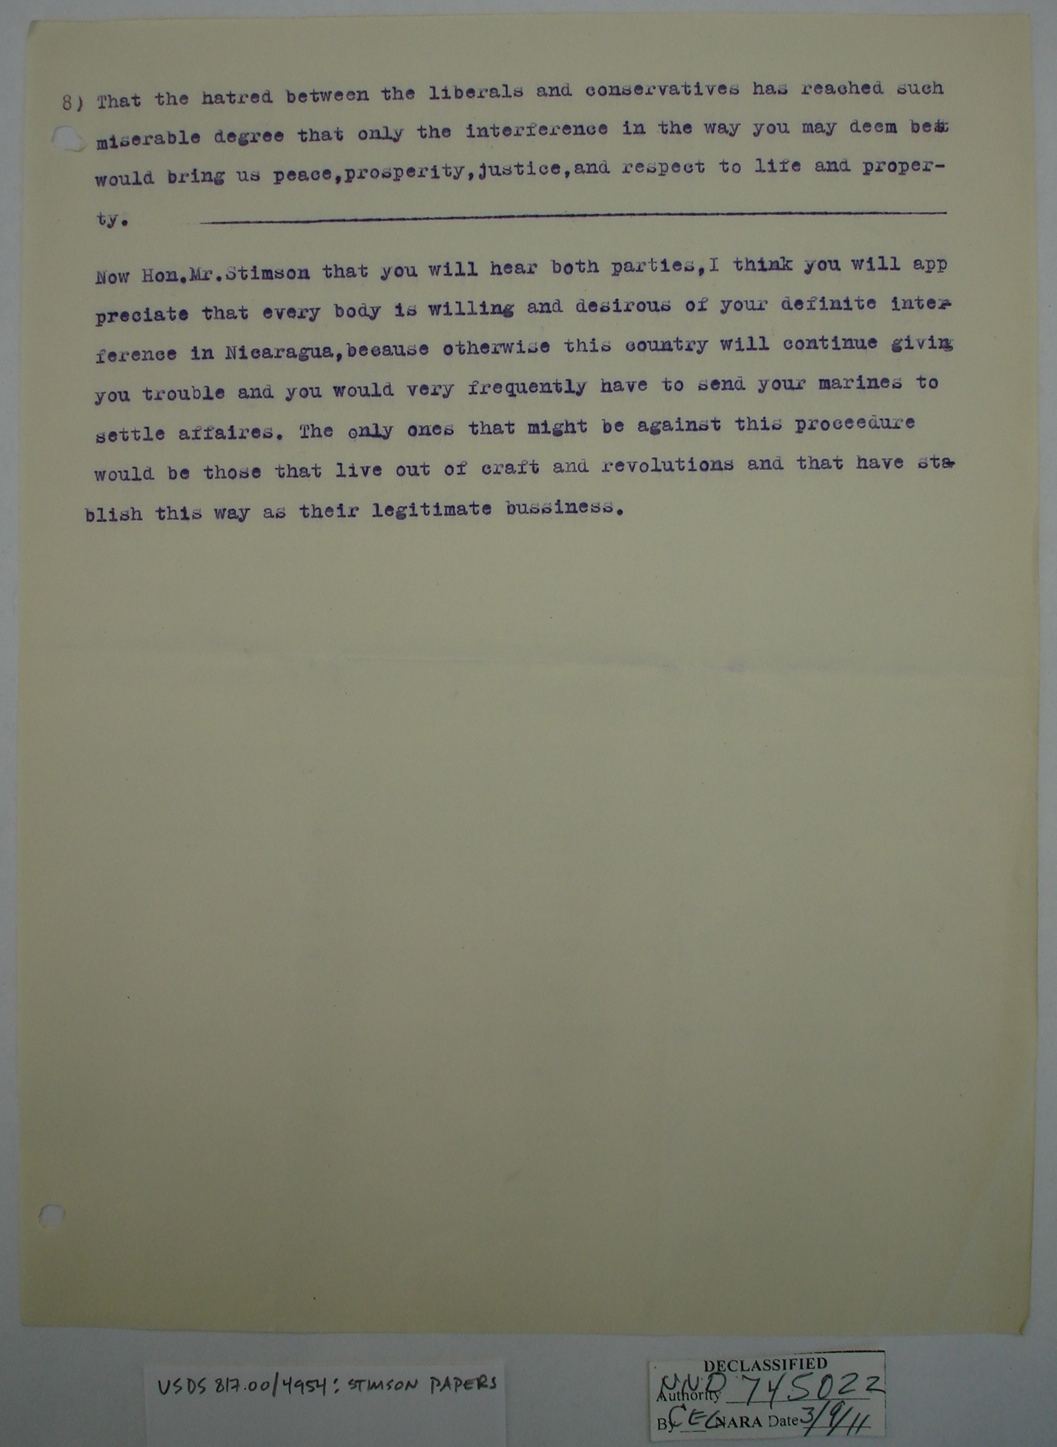 8) That the hatred between the liberals and conservatives has reached such
miserable degree that only the interference in the way you may deem best
would bring us peace,prosperity,justice,and respect to life and proper-
ty.
Now Hon.Mr.Stimson that you will hear both parties,I think you will app
preciate that every body is willing and desirous of your definite inter-
ference in Nicaragua,because otherwise this country will continue giving
you trouble and you would very frequently have to send your marines to
settle affaires. The only ones that might be against this proceedure
would be those that live out of craft and revolutions and that have sta-
blish this way as their legitimate bussiness.
USDS 817.00/4954: STIMSON PAPERS
DECLASSIFIED
Authority NND 745022
By CEG NARA Date 3/9/11